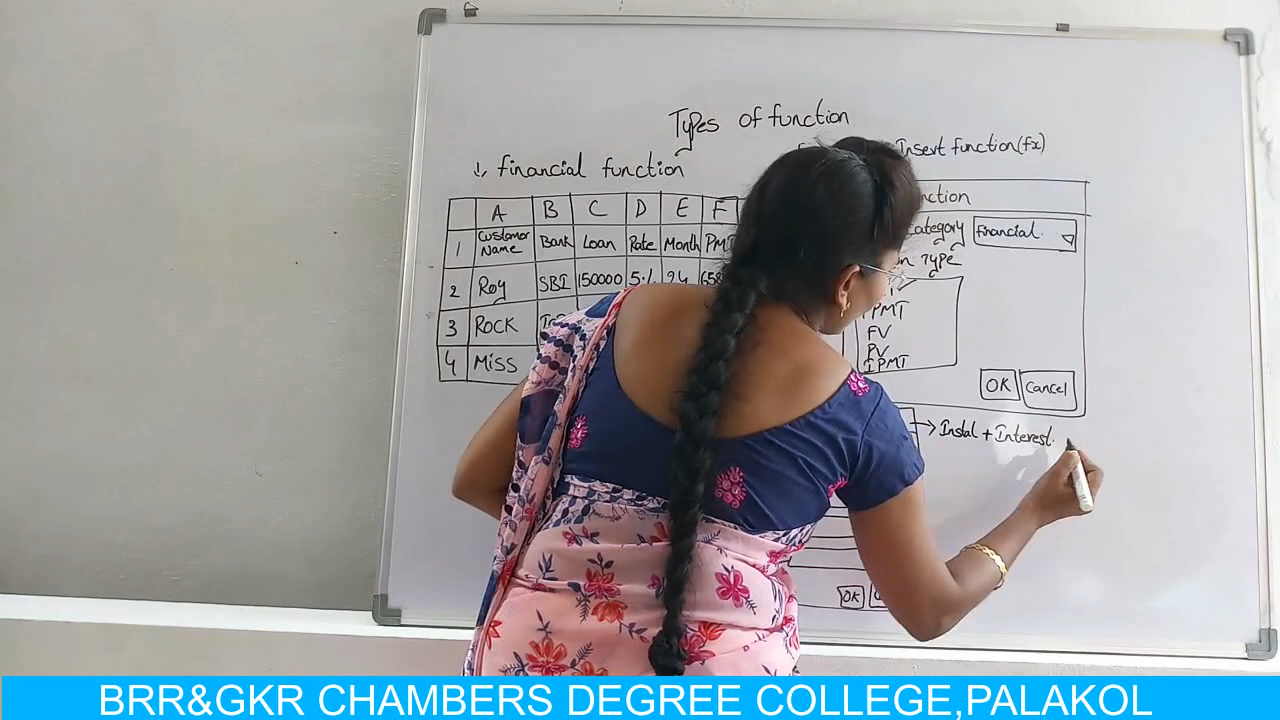 Types of function
Insert function(fx)
1, financial function
A B C D E F
1 Customer Name Bank Loan Rate Month PMT
2 Roy SBI 150000 5.1. 24
3 ROCK
4 MISS
Category financial.
Type
PMT
FV
PV
IPMT
OK Cancel
→ Instal + Interest.
OK
BRR&GKR CHAMBERS DEGREE COLLEGE,PALAKOL